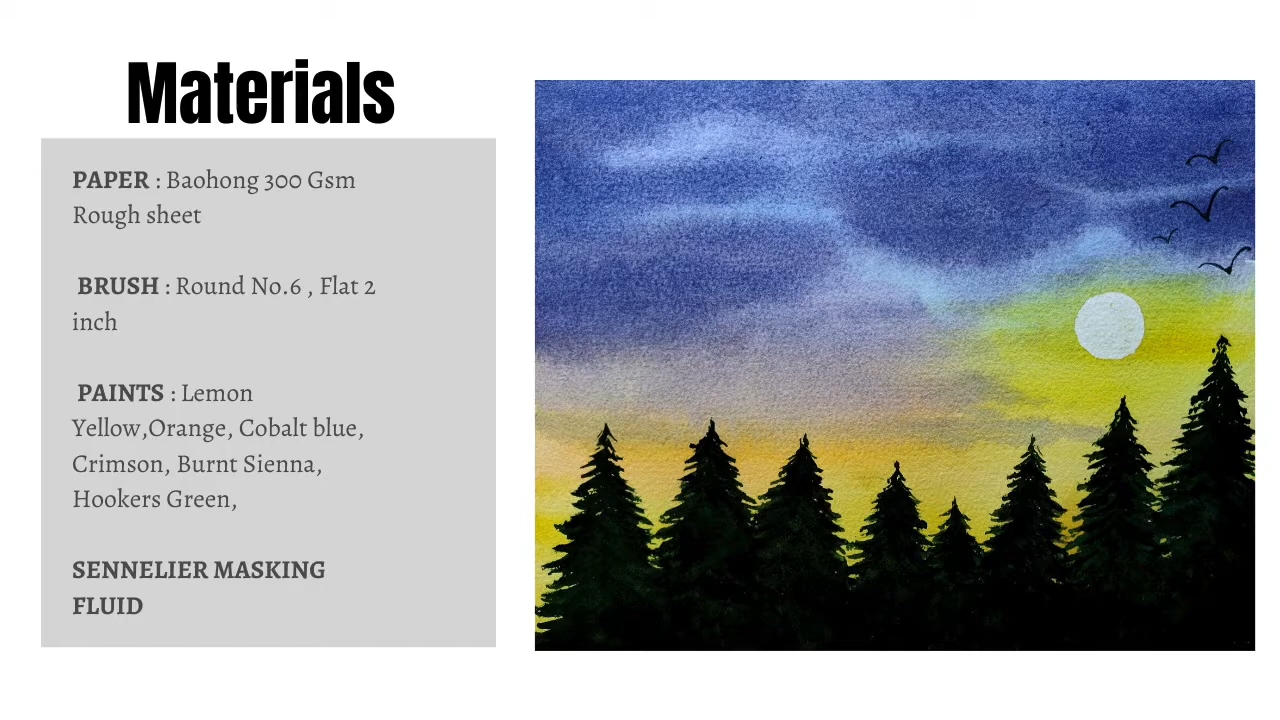 Materials
PAPER : Baohong 300 Gsm
Rough sheet
BRUSH : Round No.6 , Flat 2
inch
PAINTS : Lemon
Yellow,Orange, Cobalt blue,
Crimson, Burnt Sienna,
Hookers Green,
SENNELIER MASKING
FLUID